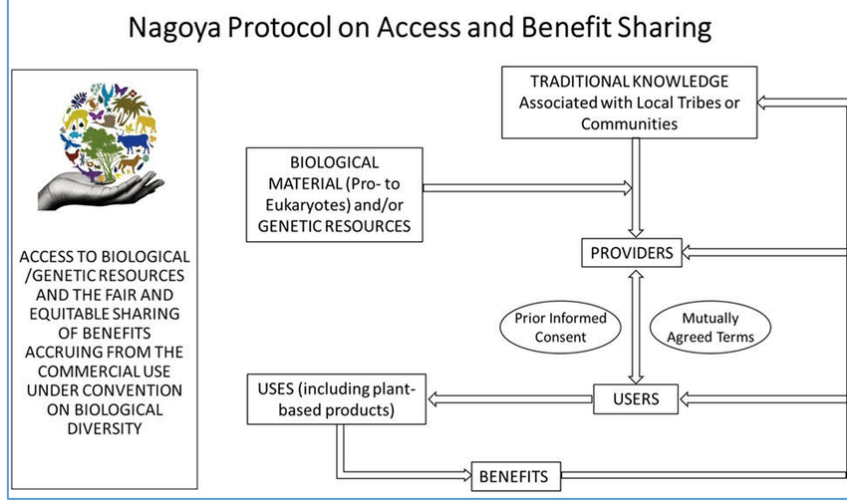 Nagoya Protocol on Access and Benefit Sharing
ACCESS TO BIOLOGICAL
/GENETIC RESOURCES
AND THE FAIR AND
EQUITABLE SHARING
OF BENEFITS
ACCRUING FROM THE
COMMERCIAL USE
UNDER CONVENTION
ON BIOLOGICAL
DIVERSITY
TRADITIONAL KNOWLEDGE
Associated with Local Tribes or
Communities
BIOLOGICAL
MATERIAL (Pro- to
Eukaryotes) and/or
GENETIC RESOURCES
PROVIDERS
Prior Informed
Consent
Mutually
Agreed Terms
USES (including plant-
based products)
USERS
BENEFITS